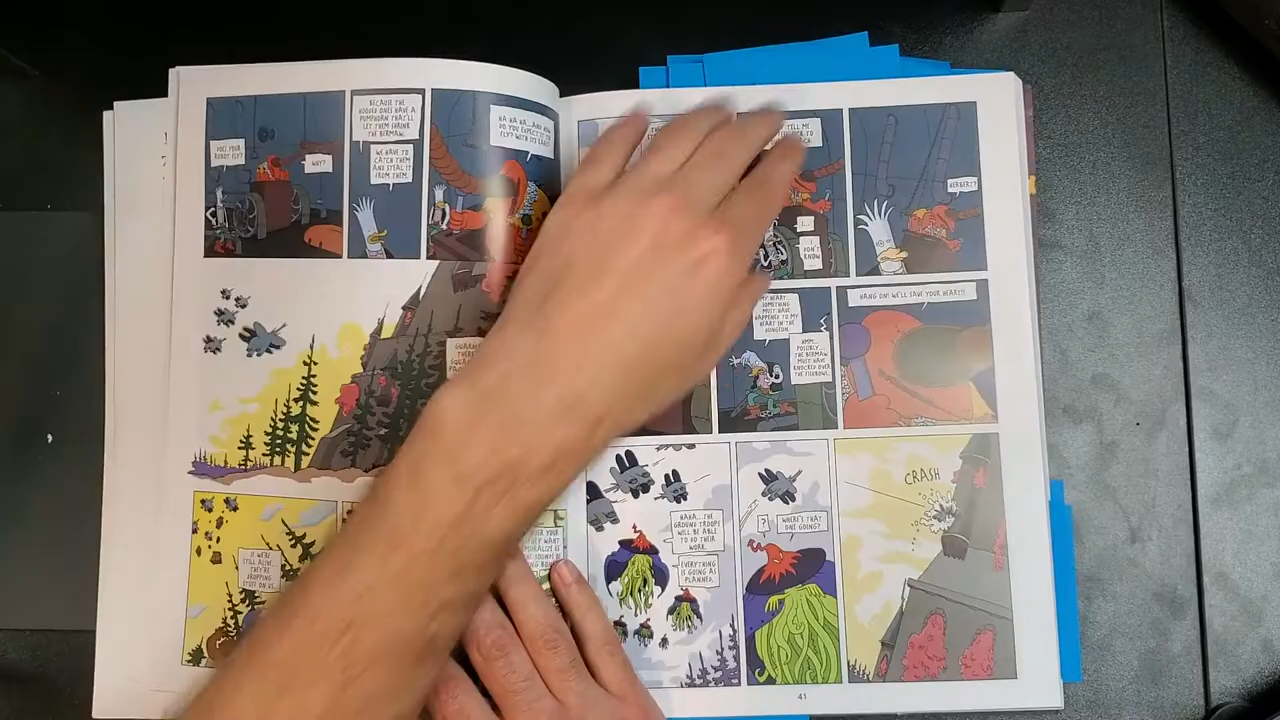 DOES YOUR
ROBOT FLY?
WHY?
BECAUSE THE
HOODED ONES HAVE A
PUMPHORN THAT'LL
LET THEM SHRINK
THE BERMAW.
WE HAVE TO
CATCH THEM
AND STEAL IT
FROM THEM.
HA HA HA...AND HOW
DO YOU EXPECT IT TO
FLY? WITH ITS EARS?
IF WE'RE
STILL ALIVE...
THEY'RE
DROPPING
STUFF ON US.
TELL ME
I...
I
DON'T
KNOW
...
HERBERT?
MY HEART...
SOMETHING
MUST HAVE
HAPPENED TO MY
HEART IN THE
DUNGEON.
HMM...
POSSIBLY...
THE BERMAW
MUST HAVE
KNOCKED OVER
THE FISHBOWL.
HANG ON! WE'LL SAVE YOUR HEART!!
HAHA...THE
GROUND TROOPS
WILL BE ABLE
TO DO THEIR
WORK.
EVERYTHING
IS GOING AS
PLANNED.
?
WHERE'S THAT
ONE GOING?
CRASH
41